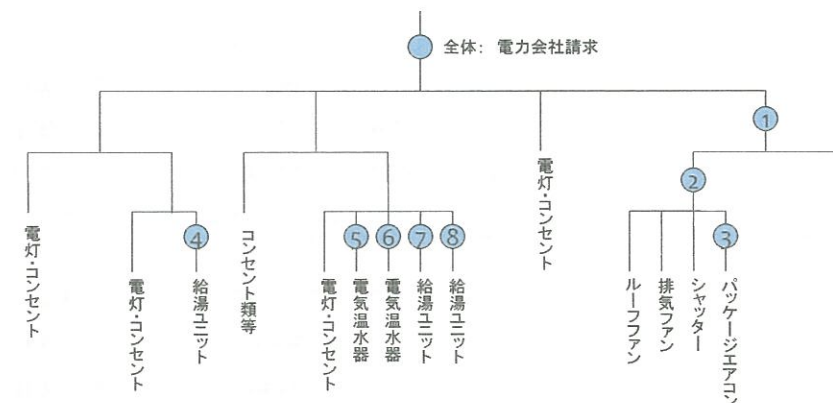 全体： 電力会社請求
1
2
3
4
5
6
7
8
電灯・コンセント
電灯・コンセント
給湯ユニット
コンセント類等
電灯・コンセント
電気温水器
電気温水器
給湯ユニット
給湯ユニット
電灯・コンセント
ルーフファン
排気ファン
シャッター
パッケージエアコン